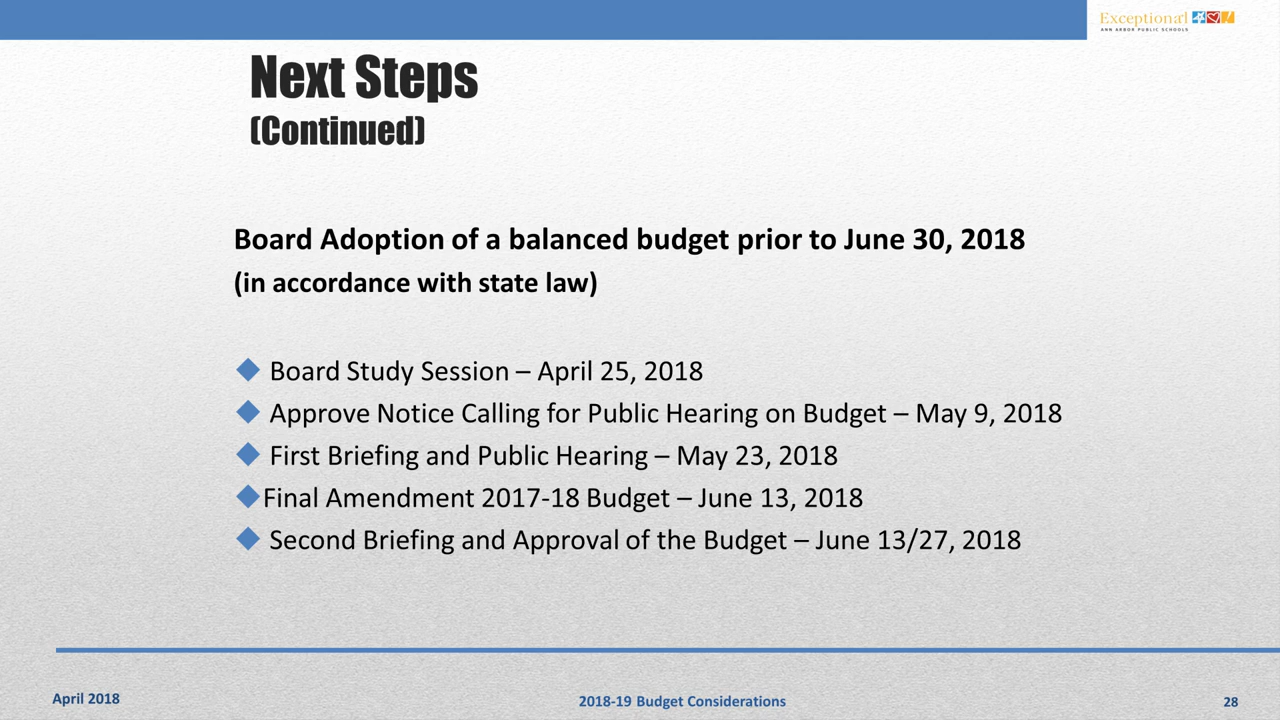 Exceptional
ANN ARBOR PUBLIC SCHOOLS
Next Steps
(Continued)
Board Adoption of a balanced budget prior to June 30, 2018
(in accordance with state law)
Board Study Session – April 25, 2018
Approve Notice Calling for Public Hearing on Budget – May 9, 2018
First Briefing and Public Hearing – May 23, 2018
Final Amendment 2017-18 Budget – June 13, 2018
Second Briefing and Approval of the Budget – June 13/27, 2018
April 2018
2018-19 Budget Considerations
28